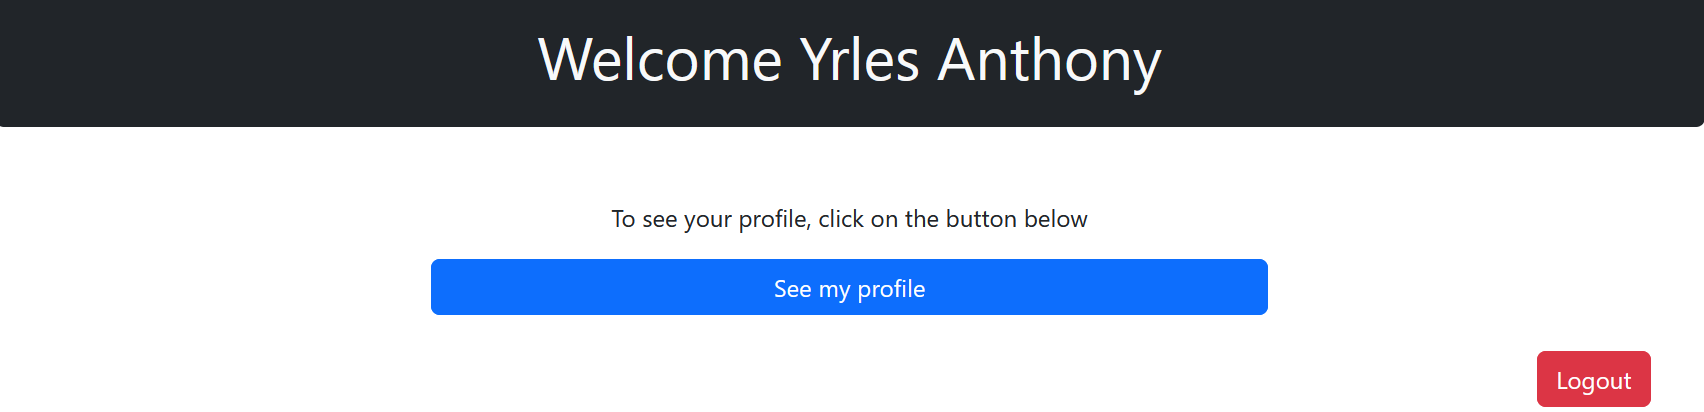 Welcome Yrles Anthony
To see your profile, click on the button below
See my profile
Logout